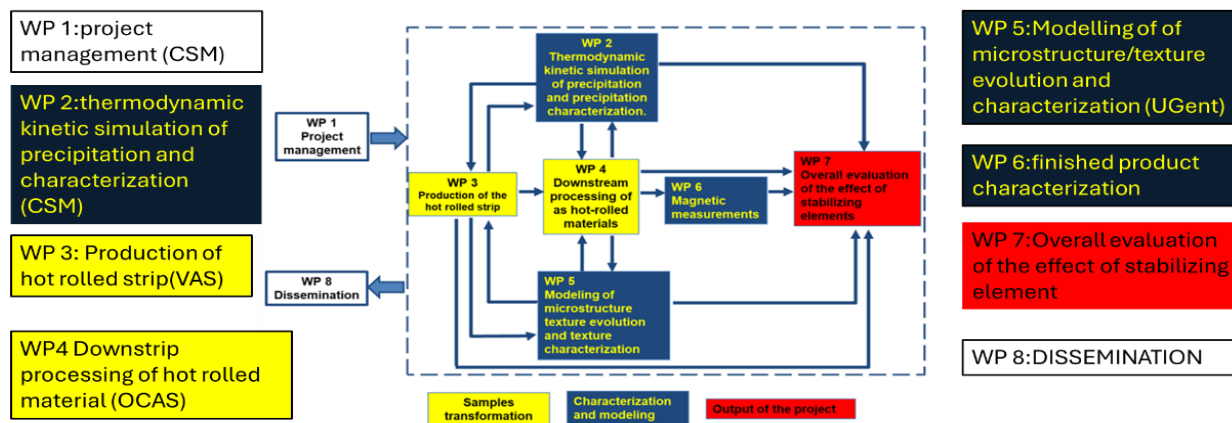 WP 1:project
management (CSM)
WP 2:thermodynamic
kinetic simulation of
precipitation and
characterization
(CSM)
WP 3: Production of
hot rolled strip(VAS)
WP4 Downstrip
processing of hot rolled
material (OCAS)
WP 1
Project
management
WP 8
Dissemination
WP 2
Thermodynamic
kinetic simulation
of precipitation
and precipitation
characterization.
WP 3
Production of the
hot rolled strip
WP 4
Downstream
processing of
as hot-rolled
materials
WP 6
Magnetic
measurements
WP 7
Overall evaluation
of the effect of
stabilizing
elements
WP 5
Modeling of
microstructure
texture evolution
and texture
characterization
Samples
transformation
Characterization
and modeling
Output of the project
WP 5:Modelling of of
microstructure/texture
evolution and
characterization (UGent)
WP 6:finished product
characterization
WP 7:Overall evaluation
of the effect of stabilizing
element
WP 8:DISSEMINATION